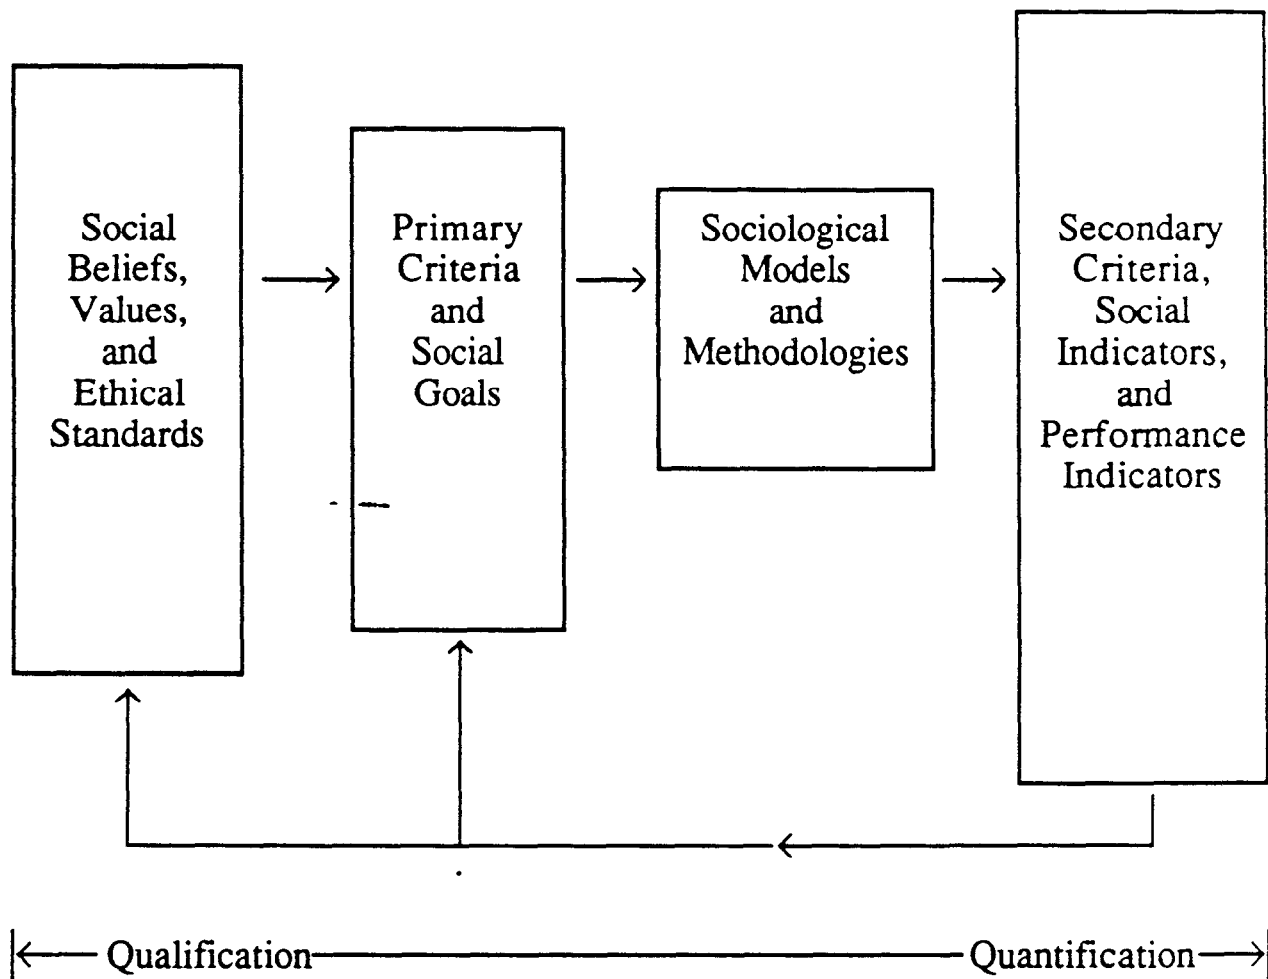 Social
Beliefs,
Values,
and
Ethical
Standards
Primary
Criteria
and
Social
Goals
Sociological
Models
and
Methodologies
Secondary
Criteria,
Social
Indicators,
and
Performance
Indicators
Qualification
Quantification